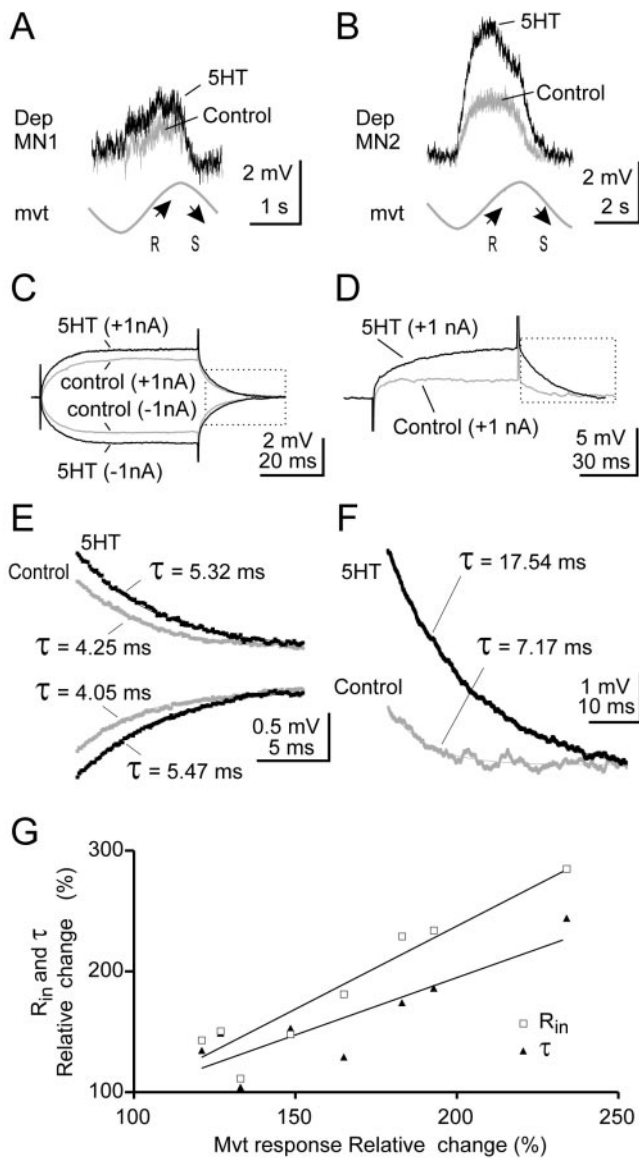 A
5HT
Control
Dep
MN1
2 mV
1 s
mvt
R
S
B
5HT
Control
Dep
MN2
2 mV
2 s
mvt
R
S
C
5HT (+1nA)
control (+1nA)
control (-1nA)
5HT (-1nA)
2 mV
20 ms
D
5HT (+1 nA)
Control (+1 nA)
5 mV
30 ms
E
5HT
Control
τ = 5.32 ms
τ = 4.25 ms
τ = 4.05 ms
τ = 5.47 ms
0.5 mV
5 ms
F
5HT
τ = 17.54 ms
τ = 7.17 ms
Control
1 mV
10 ms
G
Rin and τ
Relative change (%)
300
200
100
Rin
τ
100
150
200
250
Mvt response Relative change (%)